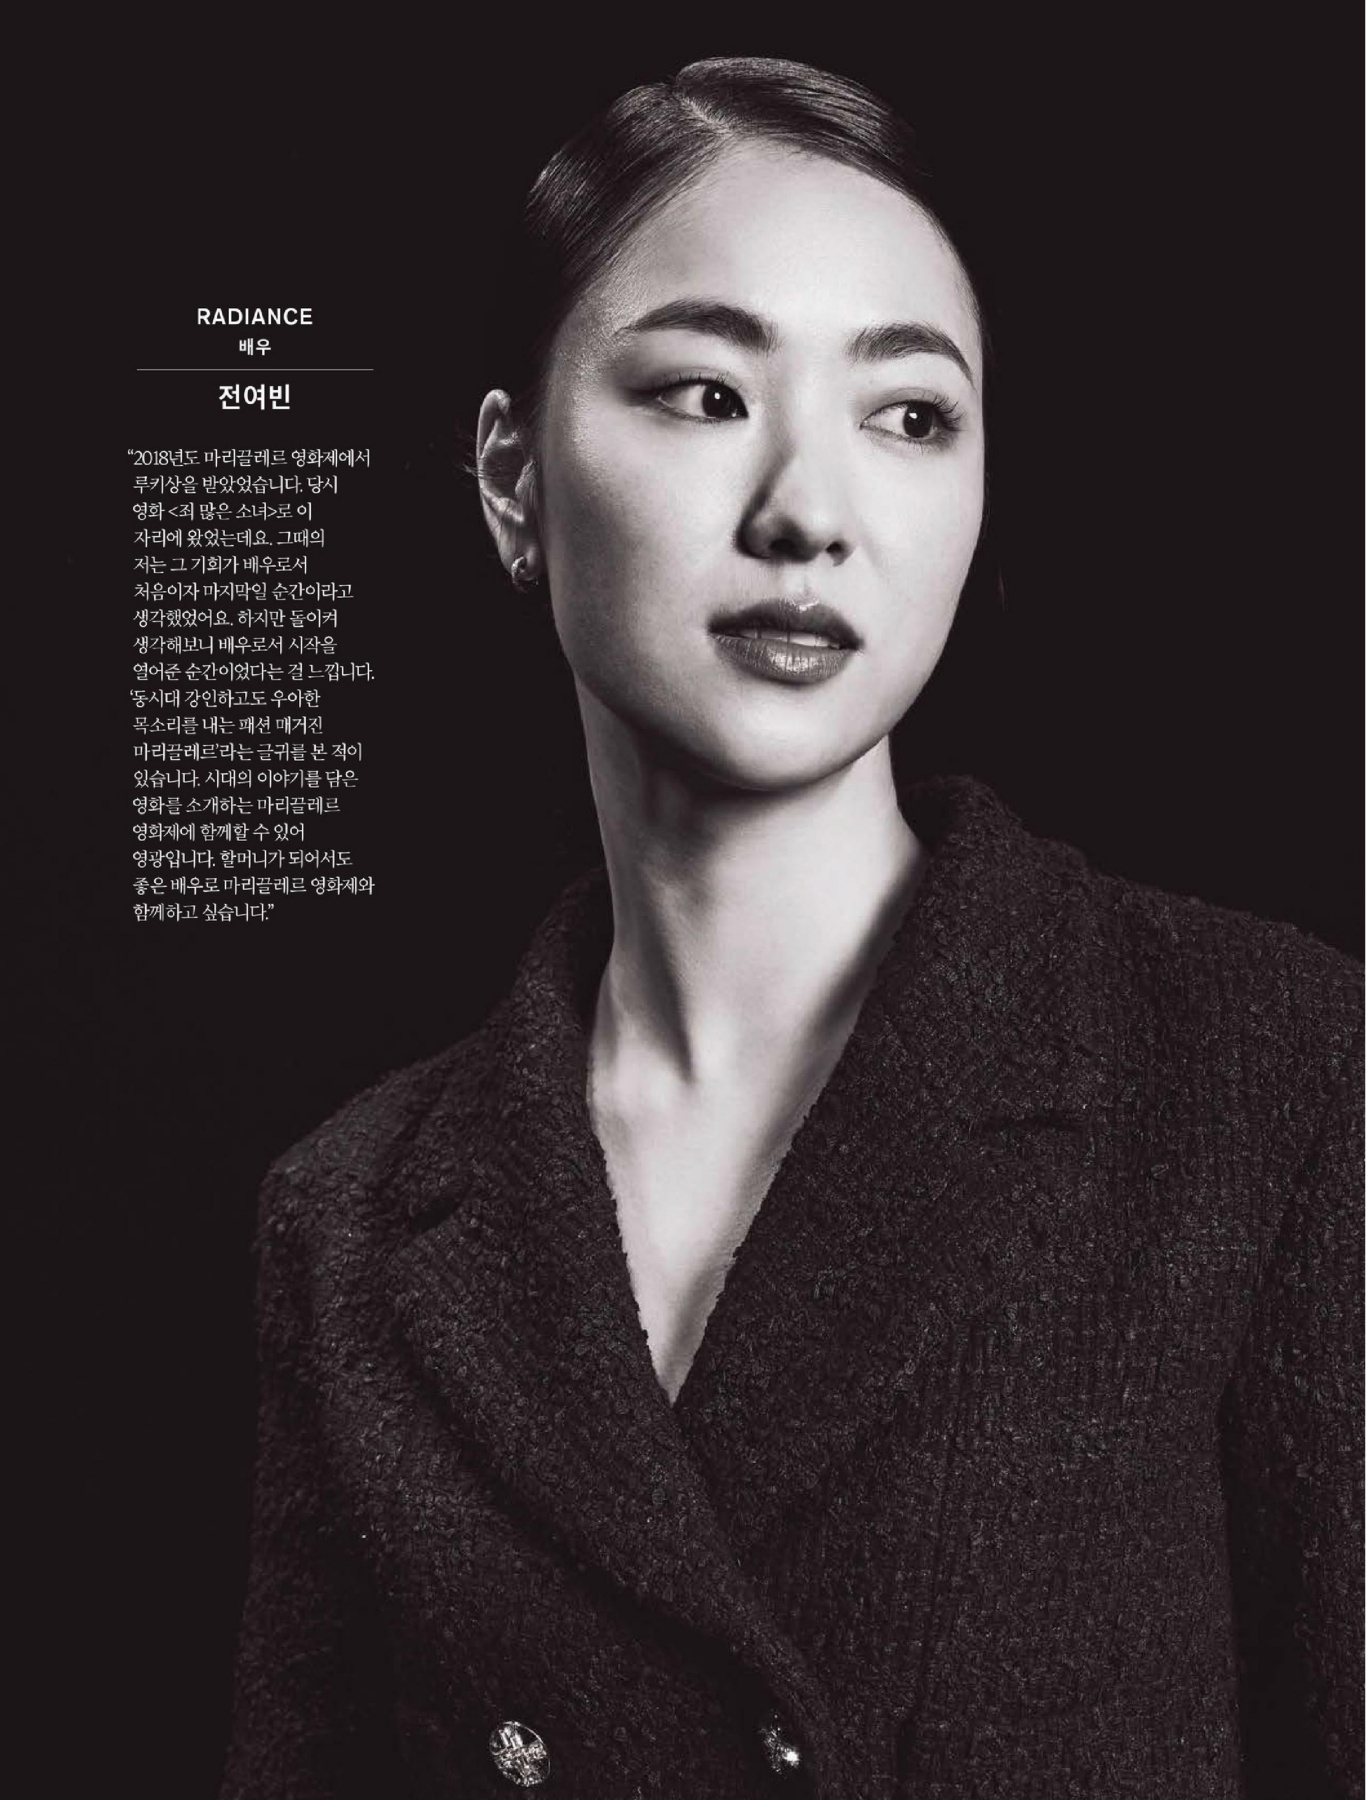 RADIANCE
배우
전여빈
“2018년도 마리끌레르 영화제에서
루키상을 받았었습니다. 당시
영화 <죄 많은 소녀>로 이
자리에 왔었는데요. 그때의
저는 그 기회가 배우로서
처음이자 마지막일 순간이라고
생각했었어요. 하지만 돌이켜
생각해보니 배우로서 시작을
열어준 순간이었다는 걸 느낍니다.
‘동시대 강인하고도 우아한
목소리를 내는 패션 매거진
마리끌레르’라는 글귀를 본 적이
있습니다. 시대의 이야기를 담은
영화를 소개하는 마리끌레르
영화제에 함께할 수 있어
영광입니다. 할머니가 되어서도
좋은 배우로 마리끌레르 영화제와
함께하고 싶습니다.”